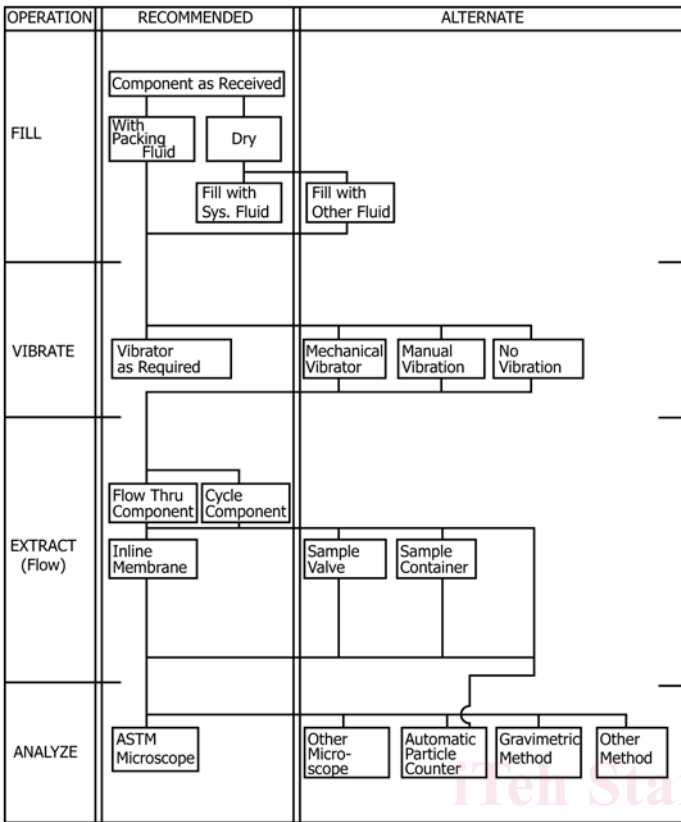 OPERATION RECOMMENDED ALTERNATE
Component as Received
FILL
With
Packing
Fluid
Dry
Fill with
Sys. Fluid
Fill with
Other Fluid
VIBRATE
Vibrator
as Required
Mechanical
Vibrator
Manual
Vibration
No
Vibration
EXTRACT
(Flow)
Flow Thru
Component
Cycle
Component
Inline
Membrane
Sample
Valve
Sample
Container
ANALYZE
ASTM
Microscope
Other
Micro-
scope
Automatic
Particle
Counter
Gravimetric
Method
Other
Method
iTeh Sta